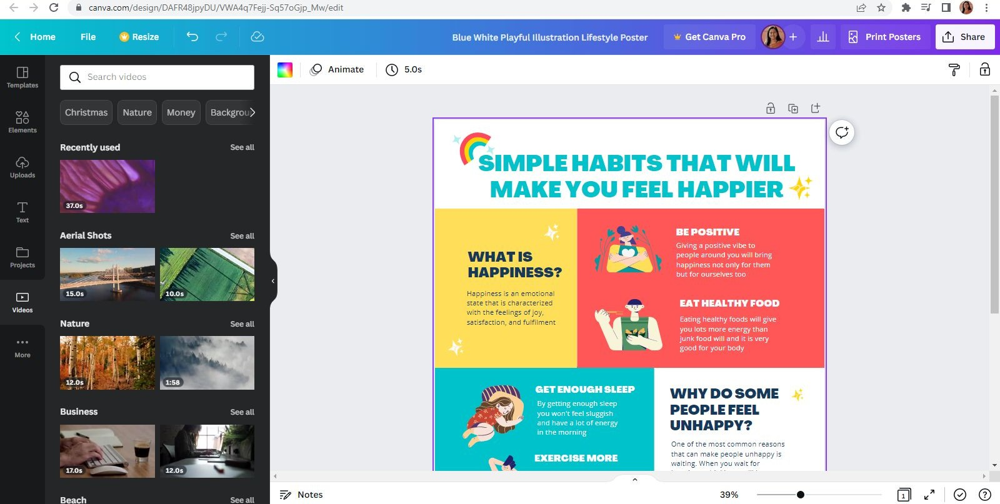 canva.com/design/DAFR48jpyDU/VWA4q7Fejj-Sq57oGjp_Mw/edit
Home File Resize Blue White Playful Illustration Lifestyle Poster Get Canva Pro + Print Posters Share
Templates
Elements
Uploads
Text
Projects
Videos
More
Search videos
Christmas Nature Money Backgrou
Recently used See all
37.0s
Aerial Shots See all
15.0s 10.0s
Nature See all
12.0s 1:58
Business See all
17.0s 12.0s
Beach See all
Animate 5.0s
SIMPLE HABITS THAT WILL
MAKE YOU FEEL HAPPIER
WHAT IS
HAPPINESS?
Happiness is an emotional
state that is characterized
with the feelings of joy,
satisfaction, and fulfilment
BE POSITIVE
Giving a positive vibe to
people around you will bring
happiness not only for them
but for ourselves too
EAT HEALTHY FOOD
Eating healthy foods will give
you lots more energy than
junk food will and it is very
good for your body
GET ENOUGH SLEEP
By getting enough sleep
you won't feel sluggish
and have a lot of energy
in the morning
EXERCISE MORE
WHY DO SOME
PEOPLE FEEL
UNHAPPY?
One of the most common reasons
that can make people unhappy is
waiting. When you wait for
Notes 39% 1 ?